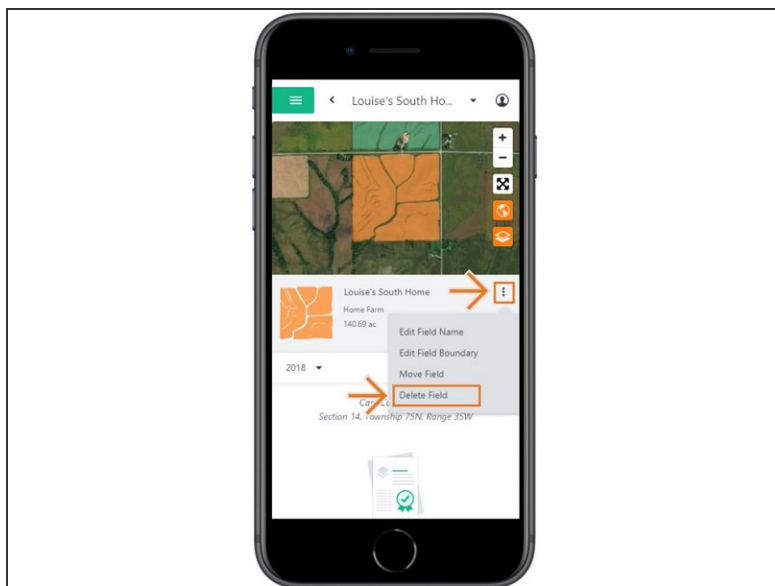 Louise's South Ho...
+
−
Louise's South Home
Home Farm
140.69 ac
Edit Field Name
Edit Field Boundary
Move Field
Delete Field
2018
Section 14, Township 75N, Range 35W